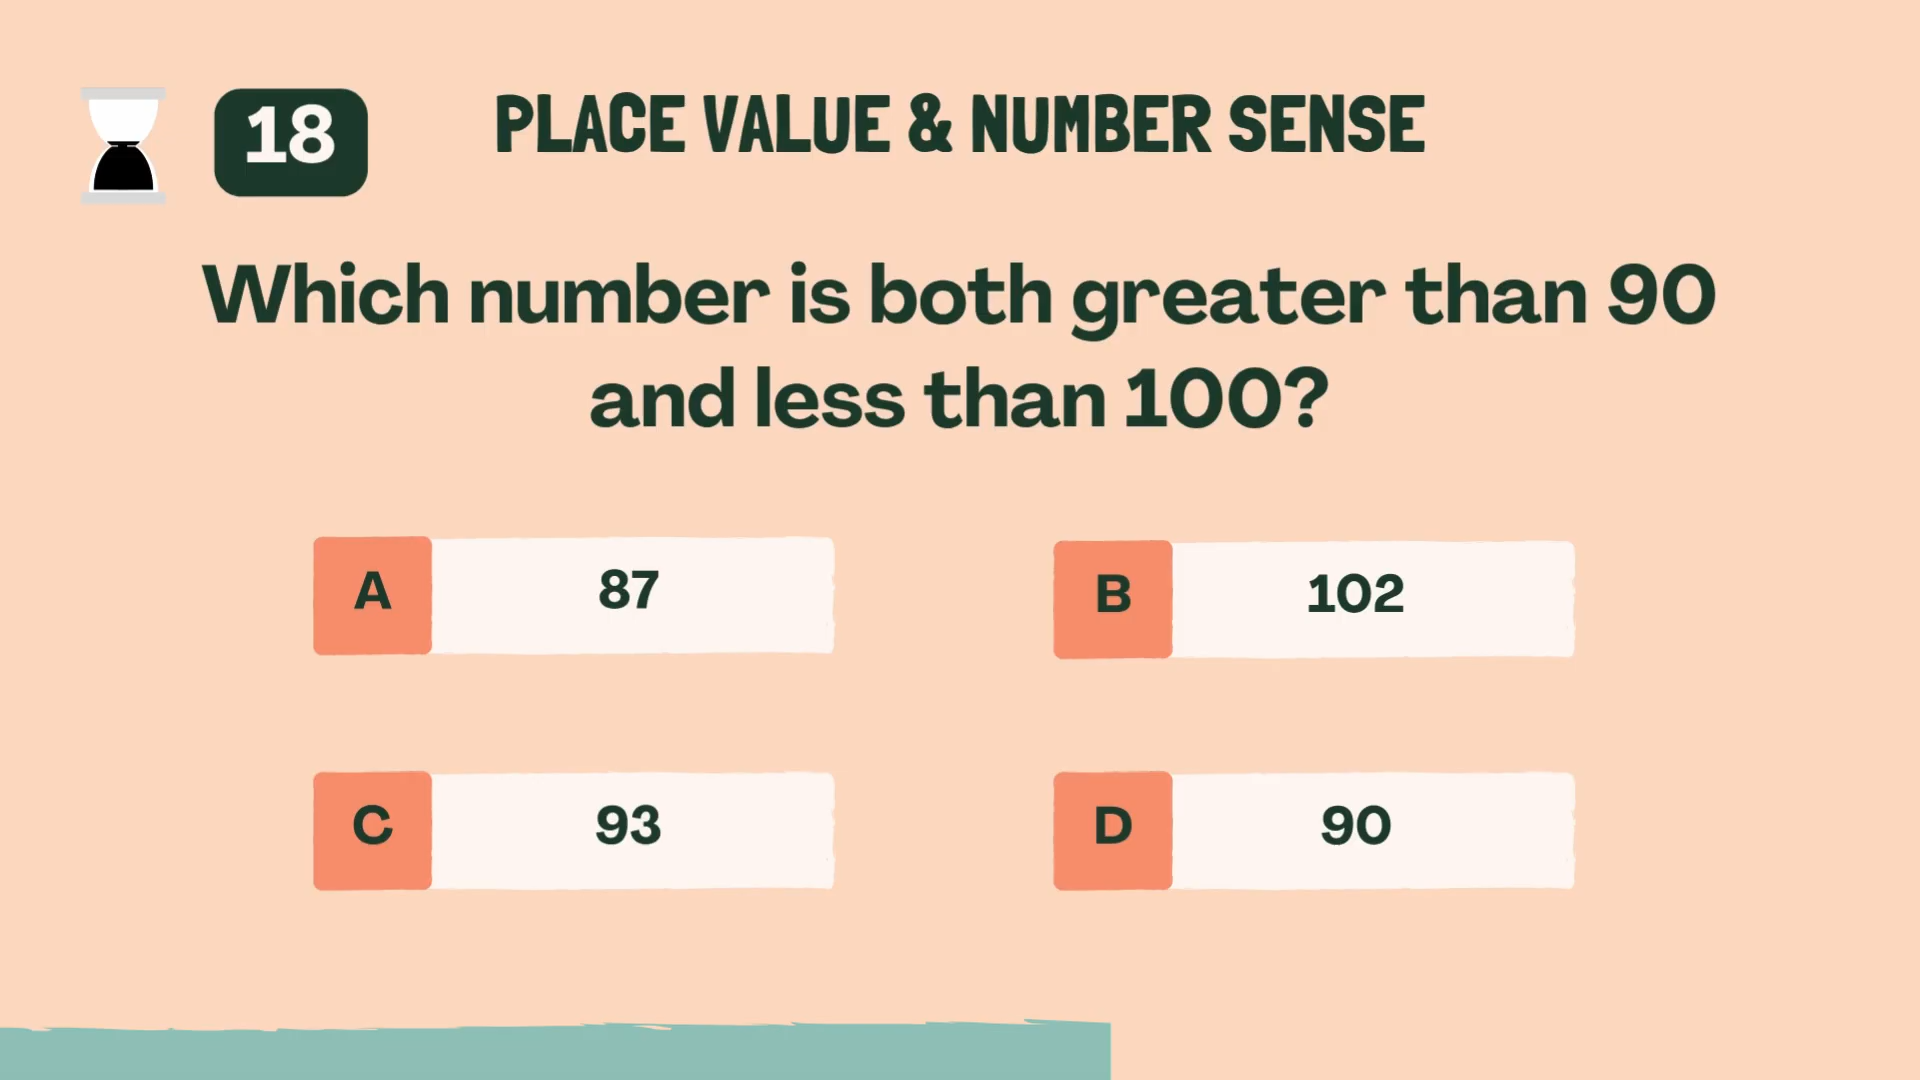 18
PLACE VALUE & NUMBER SENSE
Which number is both greater than 90
and less than 100?
A 87
B 102
C 93
D 90